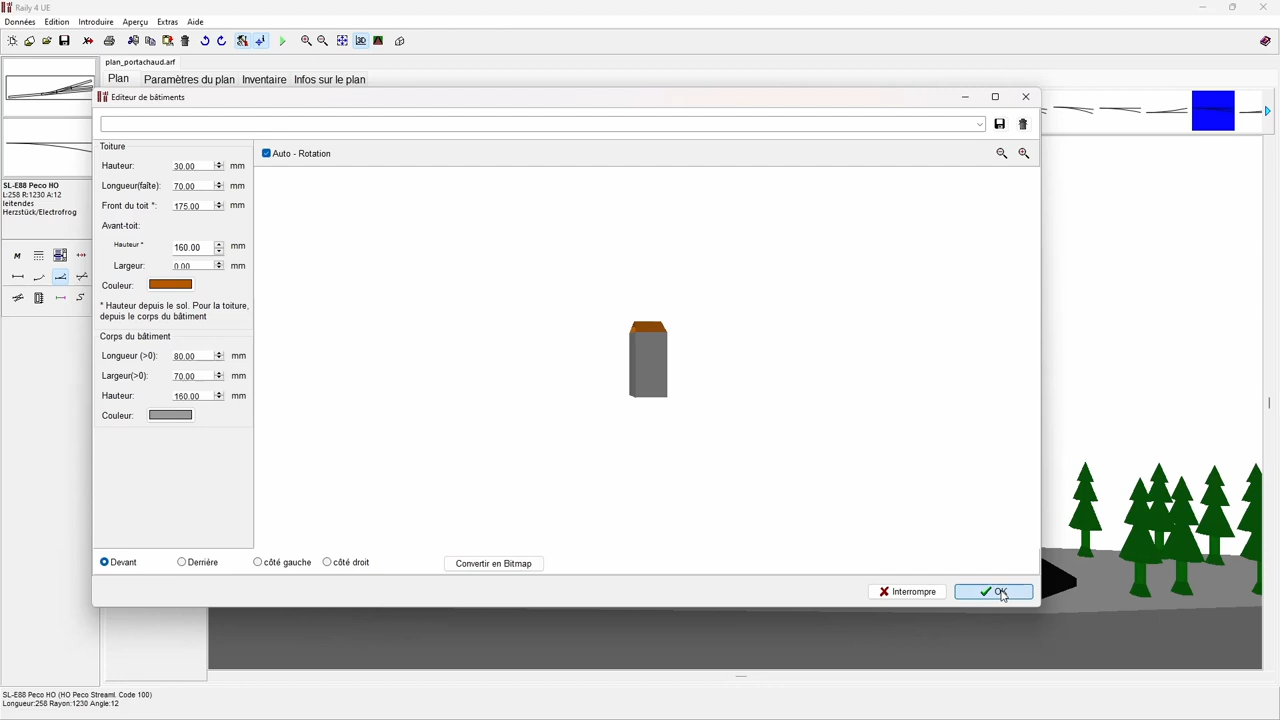 Raily 4 UE
Données Edition Introduire Aperçu Extras Aide
plan_portachaud.arf
Plan Paramètres du plan Inventaire Infos sur le plan
Editeur de bâtiments
Toiture
Auto - Rotation
Hauteur: 30.00 mm
Longueur(faîte): 70.00 mm
Front du toit *: 175.00 mm
Avant-toit:
Hauteur * 160.00 mm
Largeur: 0.00 mm
Couleur:
* Hauteur depuis le sol. Pour la toiture,
depuis le corps du bâtiment
Corps du bâtiment
Longueur (>0): 80.00 mm
Largeur(>0): 70.00 mm
Hauteur: 160.00 mm
Couleur:
Devant Derrière côté gauche côté droit Convertir en Bitmap
Interrompre OK
SL-E88 Peco HO
L:258 R:1230 A:12
leitendes
Herzstück/Electrofrog
M
SL-E88 Peco HO (HO Peco Streaml. Code 100)
Longueur:258 Rayon:1230 Angle:12